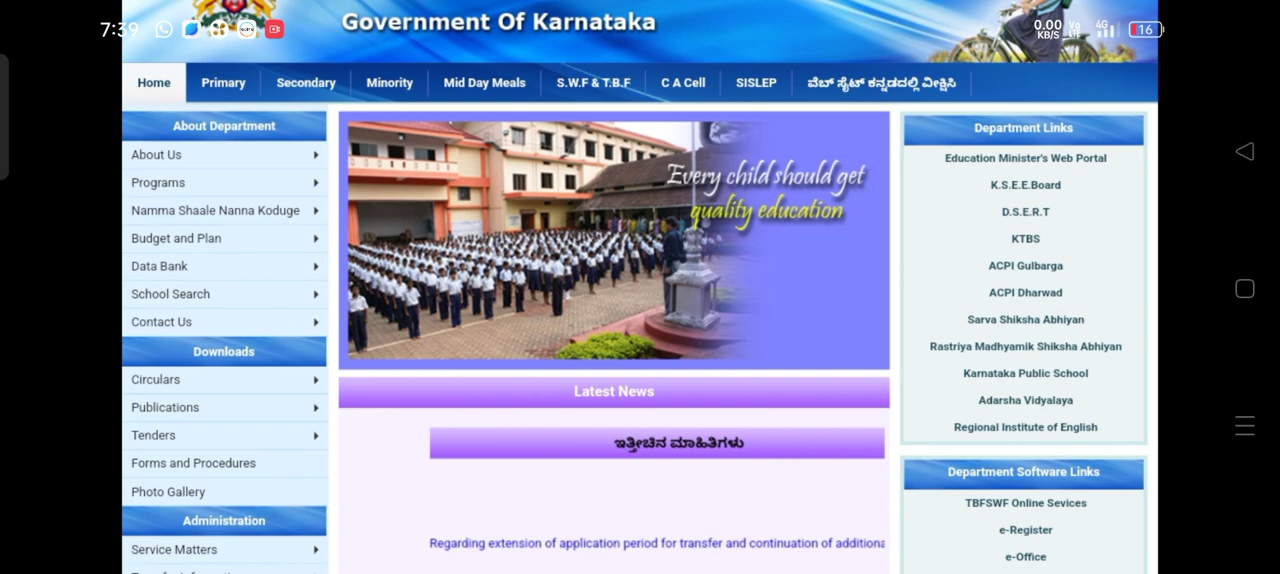 7:39
0.00 KB/S
Vo LTE
4G
16
Government Of Karnataka
Home
Primary
Secondary
Minority
Mid Day Meals
S.W.F & T.B.F
C A Cell
SISLEP
ವೆಬ್ ಸೈಟ್ ಕನ್ನಡದಲ್ಲಿ ವೀಕ್ಷಿಸಿ
About Department
About Us
Programs
Namma Shaale Nanna Koduge
Budget and Plan
Data Bank
School Search
Contact Us
Downloads
Circulars
Publications
Tenders
Forms and Procedures
Photo Gallery
Administration
Service Matters
Every child should get
quality education
Latest News
ಇತ್ತೀಚಿನ ಮಾಹಿತಿಗಳು
Regarding extension of application period for transfer and continuation of additiona
Department Links
Education Minister's Web Portal
K.S.E.E.Board
D.S.E.R.T
KTBS
ACPI Gulbarga
ACPI Dharwad
Sarva Shiksha Abhiyan
Rastriya Madhyamik Shiksha Abhiyan
Karnataka Public School
Adarsha Vidyalaya
Regional Institute of English
Department Software Links
TBFSWF Online Sevices
e-Register
e-Office